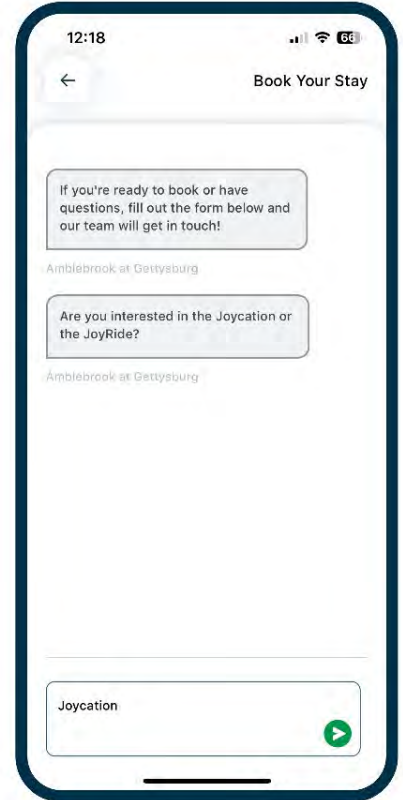 12:18
66
Book Your Stay
If you're ready to book or have
questions, fill out the form below and
our team will get in touch!
Amblebrook at Gettysburg
Are you interested in the Joycation or
the JoyRide?
Amblebrook at Gettysburg
Joycation